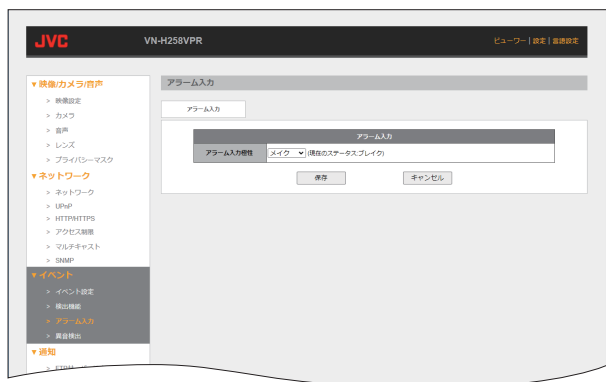 JVC
VN-H258VPR
ビューワー | 設定 | 言語設定
▼映像/カメラ/音声
> 映像設定
> カメラ
> 音声
> レンズ
> プライバシーマスク
▼ネットワーク
> ネットワーク
> UPnP
> HTTP/HTTPS
> アクセス制限
> マルチキャスト
> SNMP
▼イベント
> イベント設定
> 検出機能
> アラーム入力
> 異音検出
▼通知
アラーム入力
アラーム入力
アラーム入力
アラーム入力極性 メイク (現在のステータス:ブレイク)
保存 キャンセル